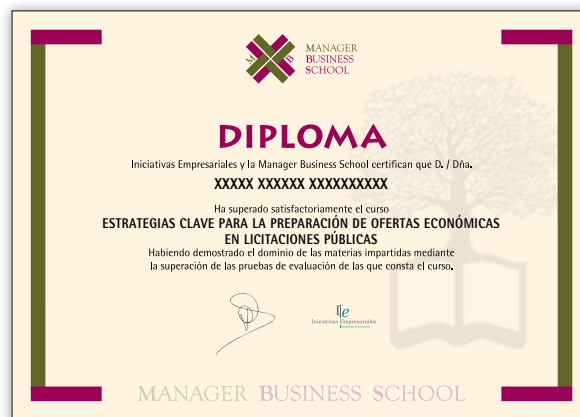 MANAGER
BUSINESS
SCHOOL
M B
DIPLOMA
Iniciativas Empresariales y la Manager Business School certifican que D. / Dña.
XXXXX XXXXXX XXXXXXXXXX
Ha superado satisfactoriamente el curso
ESTRATEGIAS CLAVE PARA LA PREPARACIÓN DE OFERTAS ECONÓMICAS
EN LICITACIONES PÚBLICAS
Habiendo demostrado el dominio de las materias impartidas mediante
la superación de las pruebas de evaluación de las que consta el curso.
Iniciativas Empresariales
MANAGER BUSINESS SCHOOL